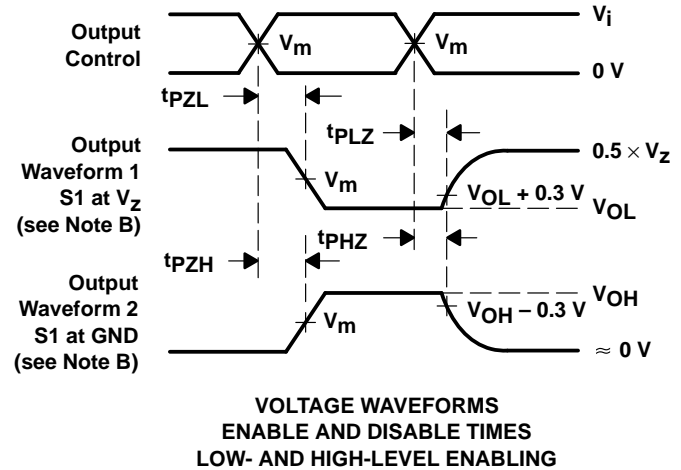 Output
Control
V_m
V_m
V_i
0 V
t_PZL
t_PLZ
Output
Waveform 1
S1 at V_z
(see Note B)
V_m
0.5 × V_z
V_OL + 0.3 V
V_OL
t_PZH
t_PHZ
Output
Waveform 2
S1 at GND
(see Note B)
V_m
V_OH
V_OH − 0.3 V
≈ 0 V
VOLTAGE WAVEFORMS
ENABLE AND DISABLE TIMES
LOW- AND HIGH-LEVEL ENABLING